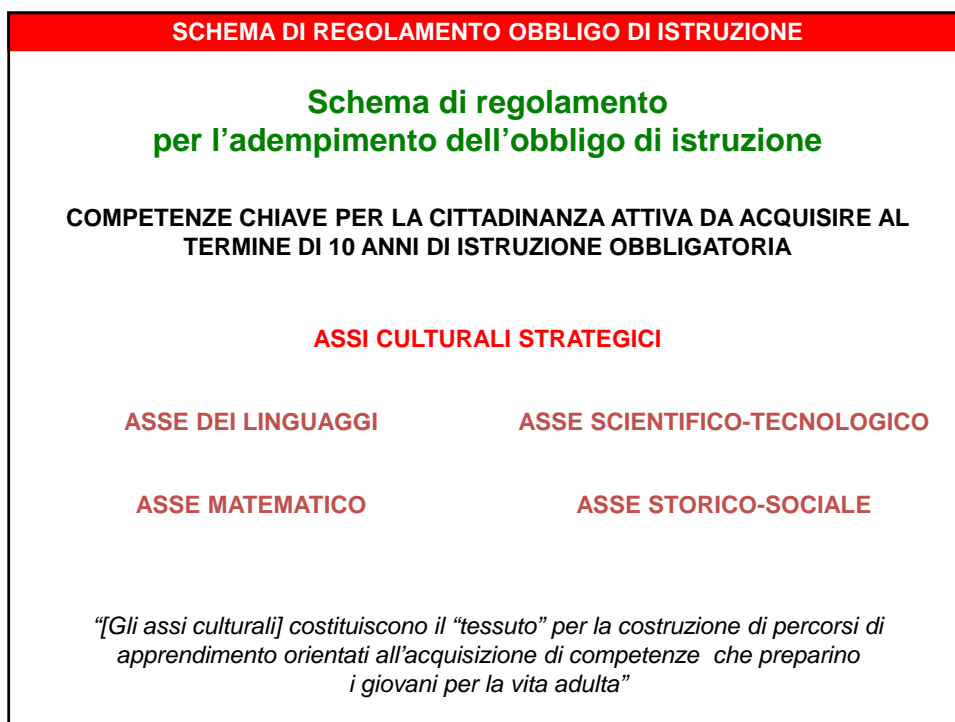 SCHEMA DI REGOLAMENTO OBBLIGO DI ISTRUZIONE
Schema di regolamento
per l’adempimento dell’obbligo di istruzione
COMPETENZE CHIAVE PER LA CITTADINANZA ATTIVA DA ACQUISIRE AL
TERMINE DI 10 ANNI DI ISTRUZIONE OBBLIGATORIA
ASSI CULTURALI STRATEGICI
ASSE DEI LINGUAGGI
ASSE SCIENTIFICO-TECNOLOGICO
ASSE MATEMATICO
ASSE STORICO-SOCIALE
“[Gli assi culturali] costituiscono il “tessuto” per la costruzione di percorsi di
apprendimento orientati all’acquisizione di competenze che preparino
i giovani per la vita adulta”